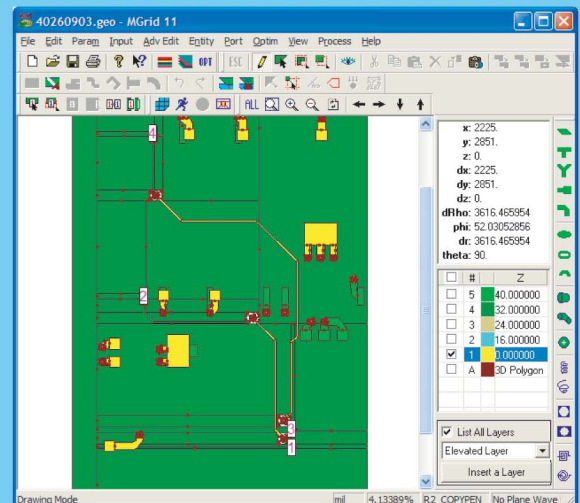 40260903.geo - MGrid 11
File Edit Param Input Adv Edit Entity Port Optim View Process Help
OPT ESC
ALL
x: 2225.
y: 2851.
z: 0.
dx: 2225.
dy: 2851.
dz: 0.
dRho: 3616.465954
phi: 52.03052856
dr: 3616.465954
theta: 90.
# Z
5 40.000000
4 32.000000
3 24.000000
2 16.000000
1 0.000000
A 3D Polygon
List All Layers
Elevated Layer
Insert a Layer
4
2
3
1
Drawing Mode mil 4.13389% R2_COPYPEN No Plane Wave